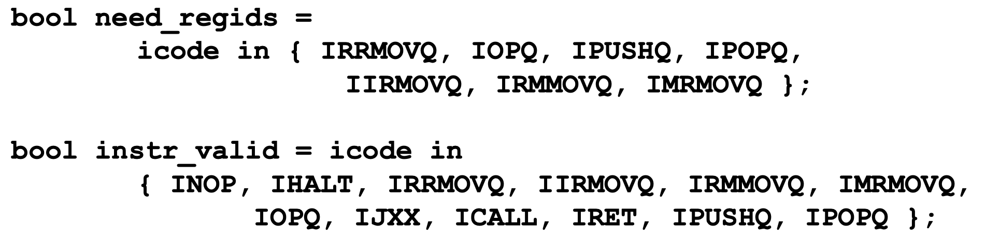 bool need_regids =
icode in { IRRMOVQ, IOPQ, IPUSHQ, IPOPQ,
IIRMOVQ, IRMMOVQ, IMRMOVQ };
bool instr_valid = icode in
{ INOP, IHALT, IRRMOVQ, IIRMOVQ, IRMMOVQ, IMRMOVQ,
IOPQ, IJXX, ICALL, IRET, IPUSHQ, IPOPQ };